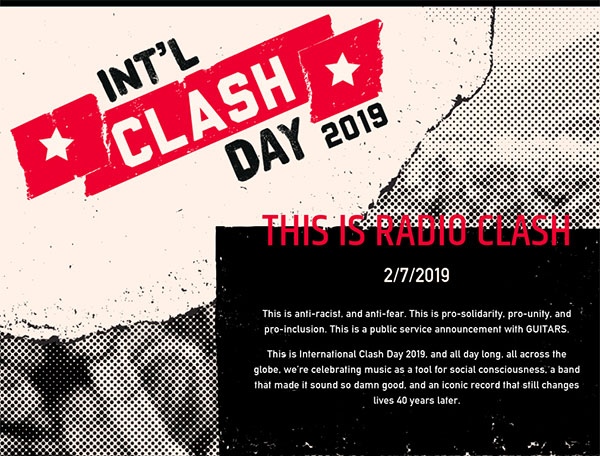 INT'L
CLASH
DAY 2019
THIS IS RADIO CLASH
2/7/2019
This is anti-racist, and anti-fear. This is pro-solidarity, pro-unity, and
pro-inclusion. This is a public service announcement with GUITARS.
This is International Clash Day 2019, and all day long, all across the
globe, we're celebrating music as a tool for social consciousness, a band
that made it sound so damn good, and an iconic record that still changes
lives 40 years later.